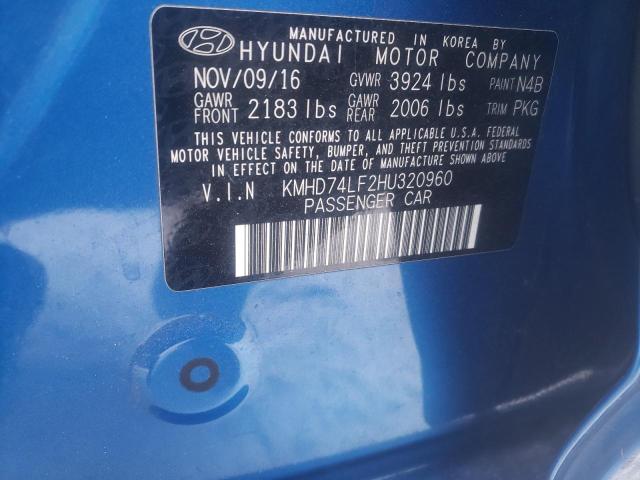 MANUFACTURED IN KOREA BY
HYUNDAI MOTOR COMPANY
NOV/09/16 GVWR 3924 lbs PAINT N4B
GAWR FRONT 2183 lbs GAWR REAR 2006 lbs TRIM PKG
THIS VEHICLE CONFORMS TO ALL APPLICABLE U.S.A. FEDERAL
MOTOR VEHICLE SAFETY, BUMPER, AND THEFT PREVENTION
STANDARDS IN EFFECT ON THE DATE OF MANUFACTURE SHOWN ABOVE.
V.I.N KMHD74LF2HU320960
PASSENGER CAR